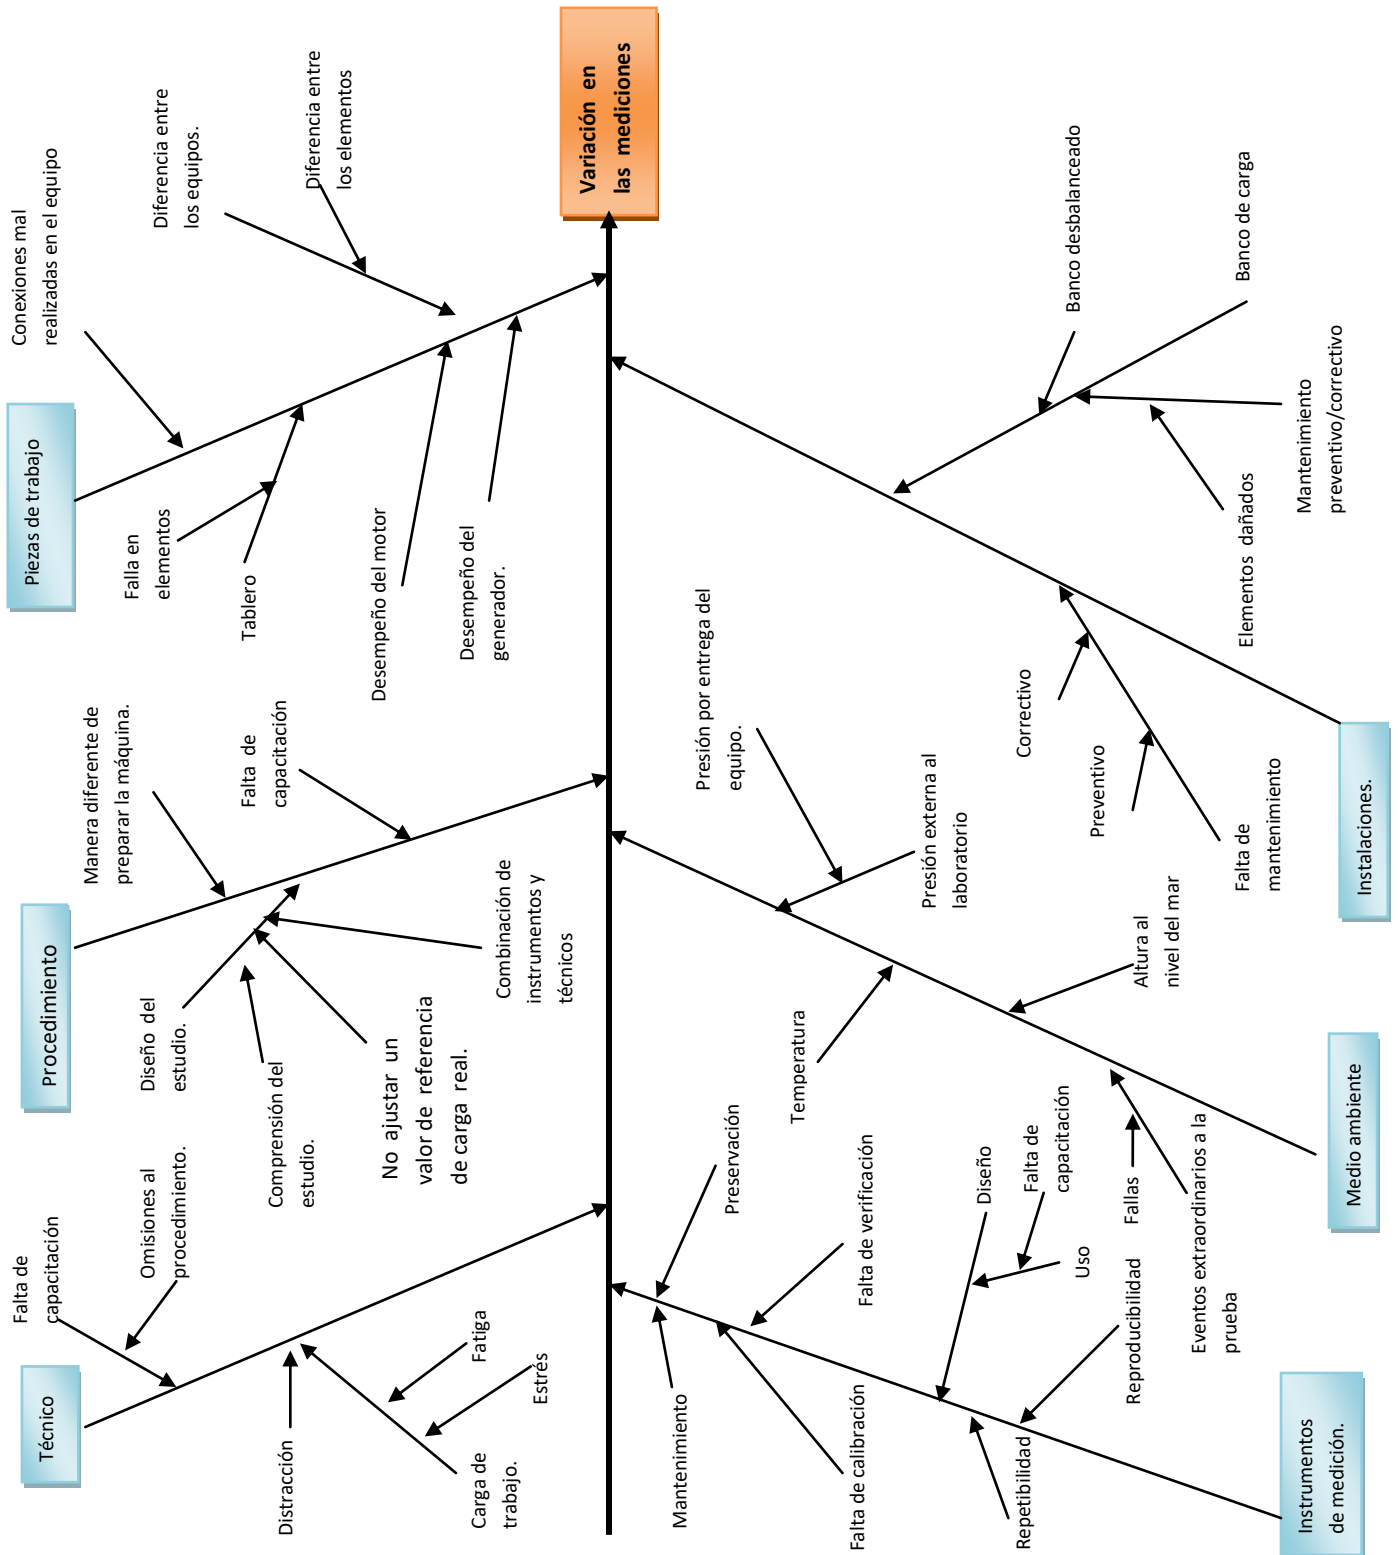 Técnico
Falta de
capacitación
Omisiones al
procedimiento.
Distracción
Fatiga
Estrés
Carga de
trabajo.
Procedimiento
Manera diferente de
preparar la máquina.
Falta de
capacitación
Diseño del
estudio.
Comprensión del
estudio.
No ajustar un
valor de referencia
de carga real.
Combinación de
instrumentos y
técnicos
Piezas de trabajo
Conexiones mal
realizadas en el equipo
Diferencia entre
los equipos.
Diferencia entre
los elementos
Falla en
elementos
Tablero
Desempeño del motor
Desempeño del
generador.
Variación en
las mediciones
Instrumentos
de medición.
Mantenimiento
Preservación
Falta de calibración
Falta de verificación
Diseño
Falta de
capacitación
Uso
Repetibilidad
Reproducibilidad
Medio ambiente
Presión por entrega del
equipo.
Presión externa al
laboratorio
Temperatura
Altura al
nivel del mar
Fallas
Eventos extraordinarios a la
prueba
Instalaciones.
Correctivo
Preventivo
Falta de
mantenimiento
Banco desbalanceado
Banco de carga
Elementos dañados
Mantenimiento
preventivo/correctivo